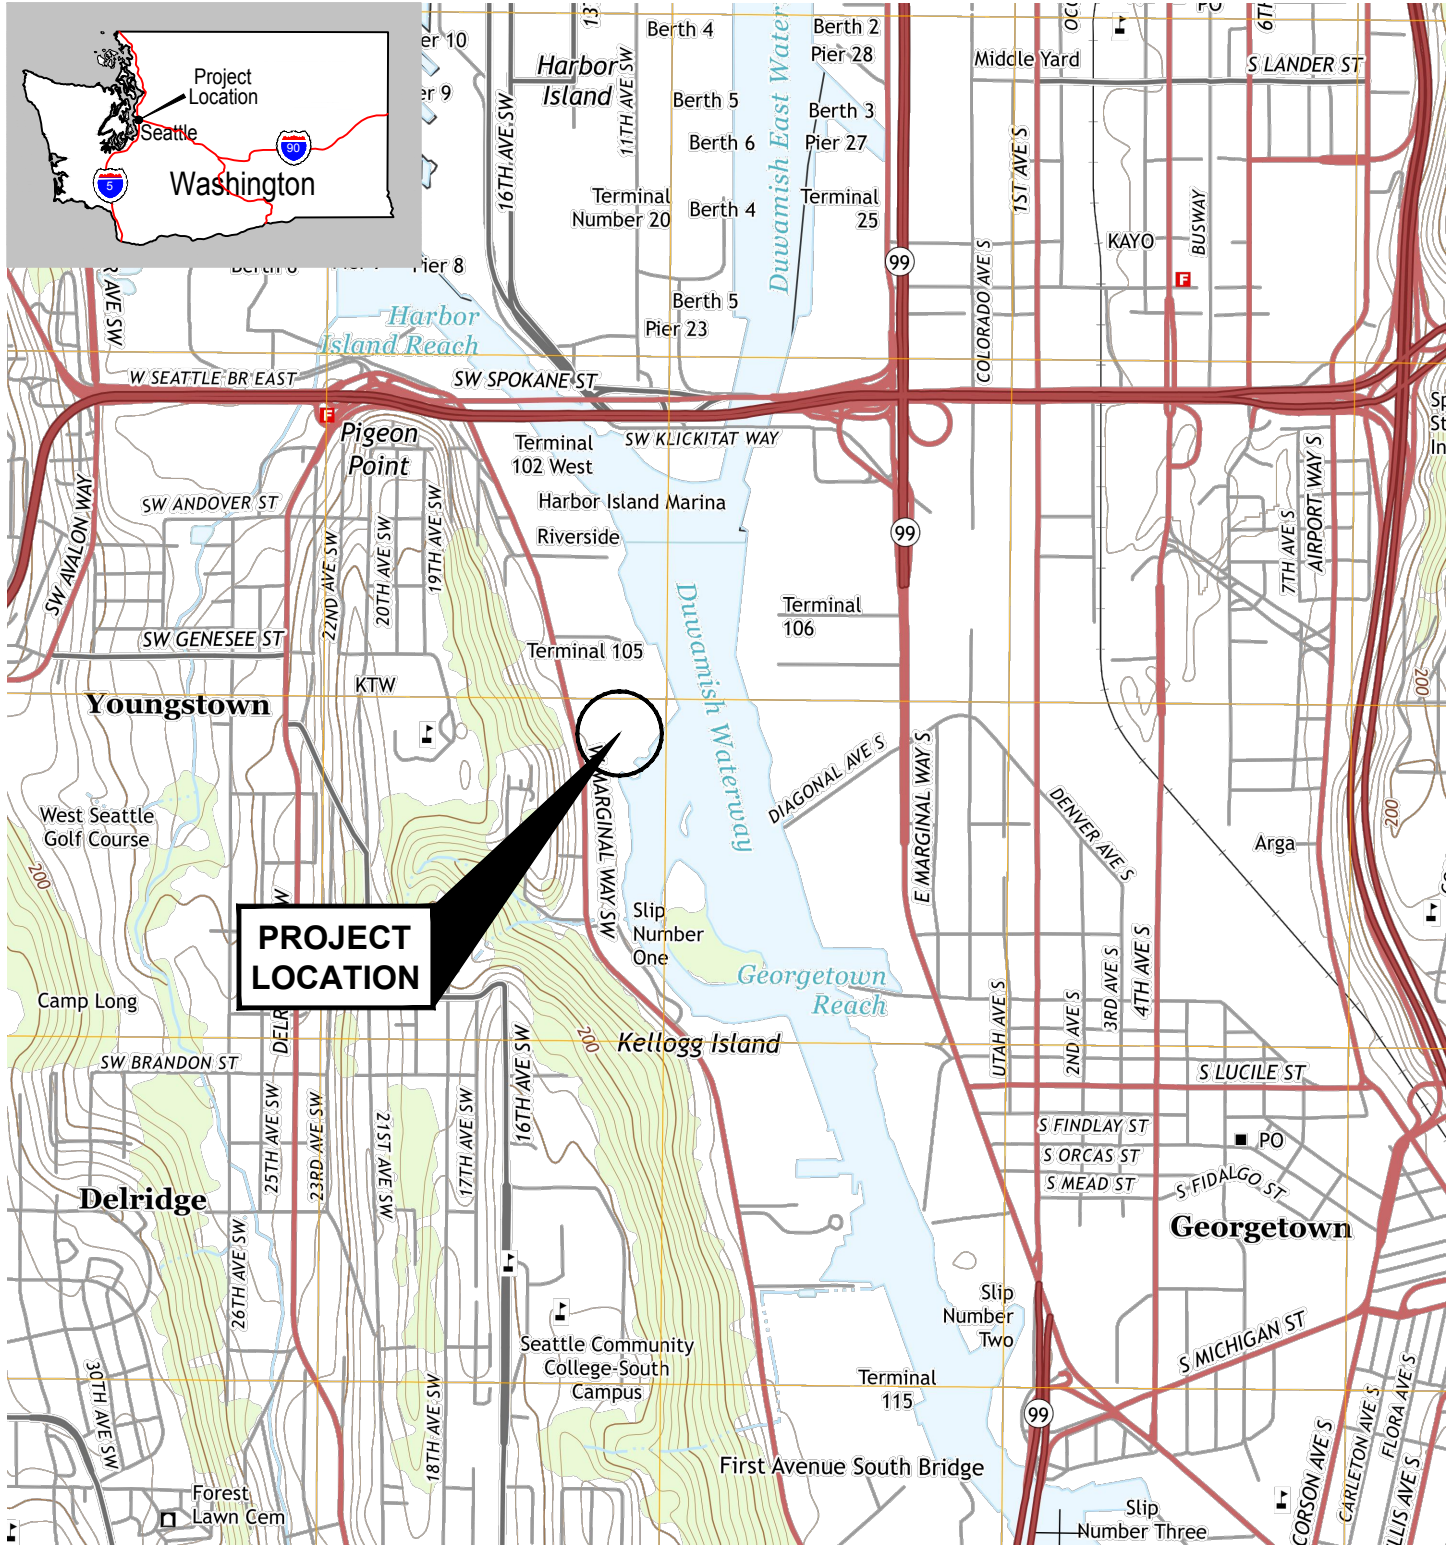 Project
Location
Seattle
90
5
Washington
Harbor
Island
11TH AVE SW
16TH AVE SW
Berth 4
Berth 5
Berth 6
Terminal
Number 20
Berth 4
Berth 5
Pier 23
Duwamish East Water
Berth 2
Pier 28
Berth 3
Pier 27
Terminal
25
Middle Yard
S LANDER ST
1ST AVE S
KAYO
BUSWAY
F
COLORADO AVE S
99
Pier 8
AVE SW
Harbor
Island Reach
W SEATTLE BR EAST
SW SPOKANE ST
SW KLICKITAT WAY
F
Pigeon
Point
Terminal
102 West
Harbor Island Marina
Riverside
SW ANDOVER ST
SW AVALON WAY
22ND AVE SW
20TH AVE SW
19TH AVE SW
99
7TH AVE S
AIRPORT WAY S
SW GENESEE ST
Terminal 105
Terminal
106
Duwamish Waterway
KTW
Youngstown
200
W MARGINAL WAY SW
DIAGONAL AVE S
E MARGINAL WAY S
DENVER AVE S
200
Arga
West Seattle
Golf Course
200
PROJECT
LOCATION
Slip
Number
One
Georgetown
Reach
Camp Long
Kellogg Island
200
UTAH AVE S
2ND AVE S
3RD AVE S
4TH AVE S
SW BRANDON ST
S LUCILE ST
16TH AVE SW
25TH AVE SW
23RD AVE SW
21ST AVE SW
17TH AVE SW
S FINDLAY ST
S ORCAS ST
S MEAD ST
PO
S FIDALGO ST
Delridge
Georgetown
26TH AVE SW
Slip
Number
Two
S MICHIGAN ST
Seattle Community
College-South
Campus
Terminal
115
99
30TH AVE SW
18TH AVE SW
First Avenue South Bridge
Forest
Lawn Cem
Slip
Number Three
CORSON AVE S
CARLETON AVE S
FLORA AVE S
LLIS AVE S